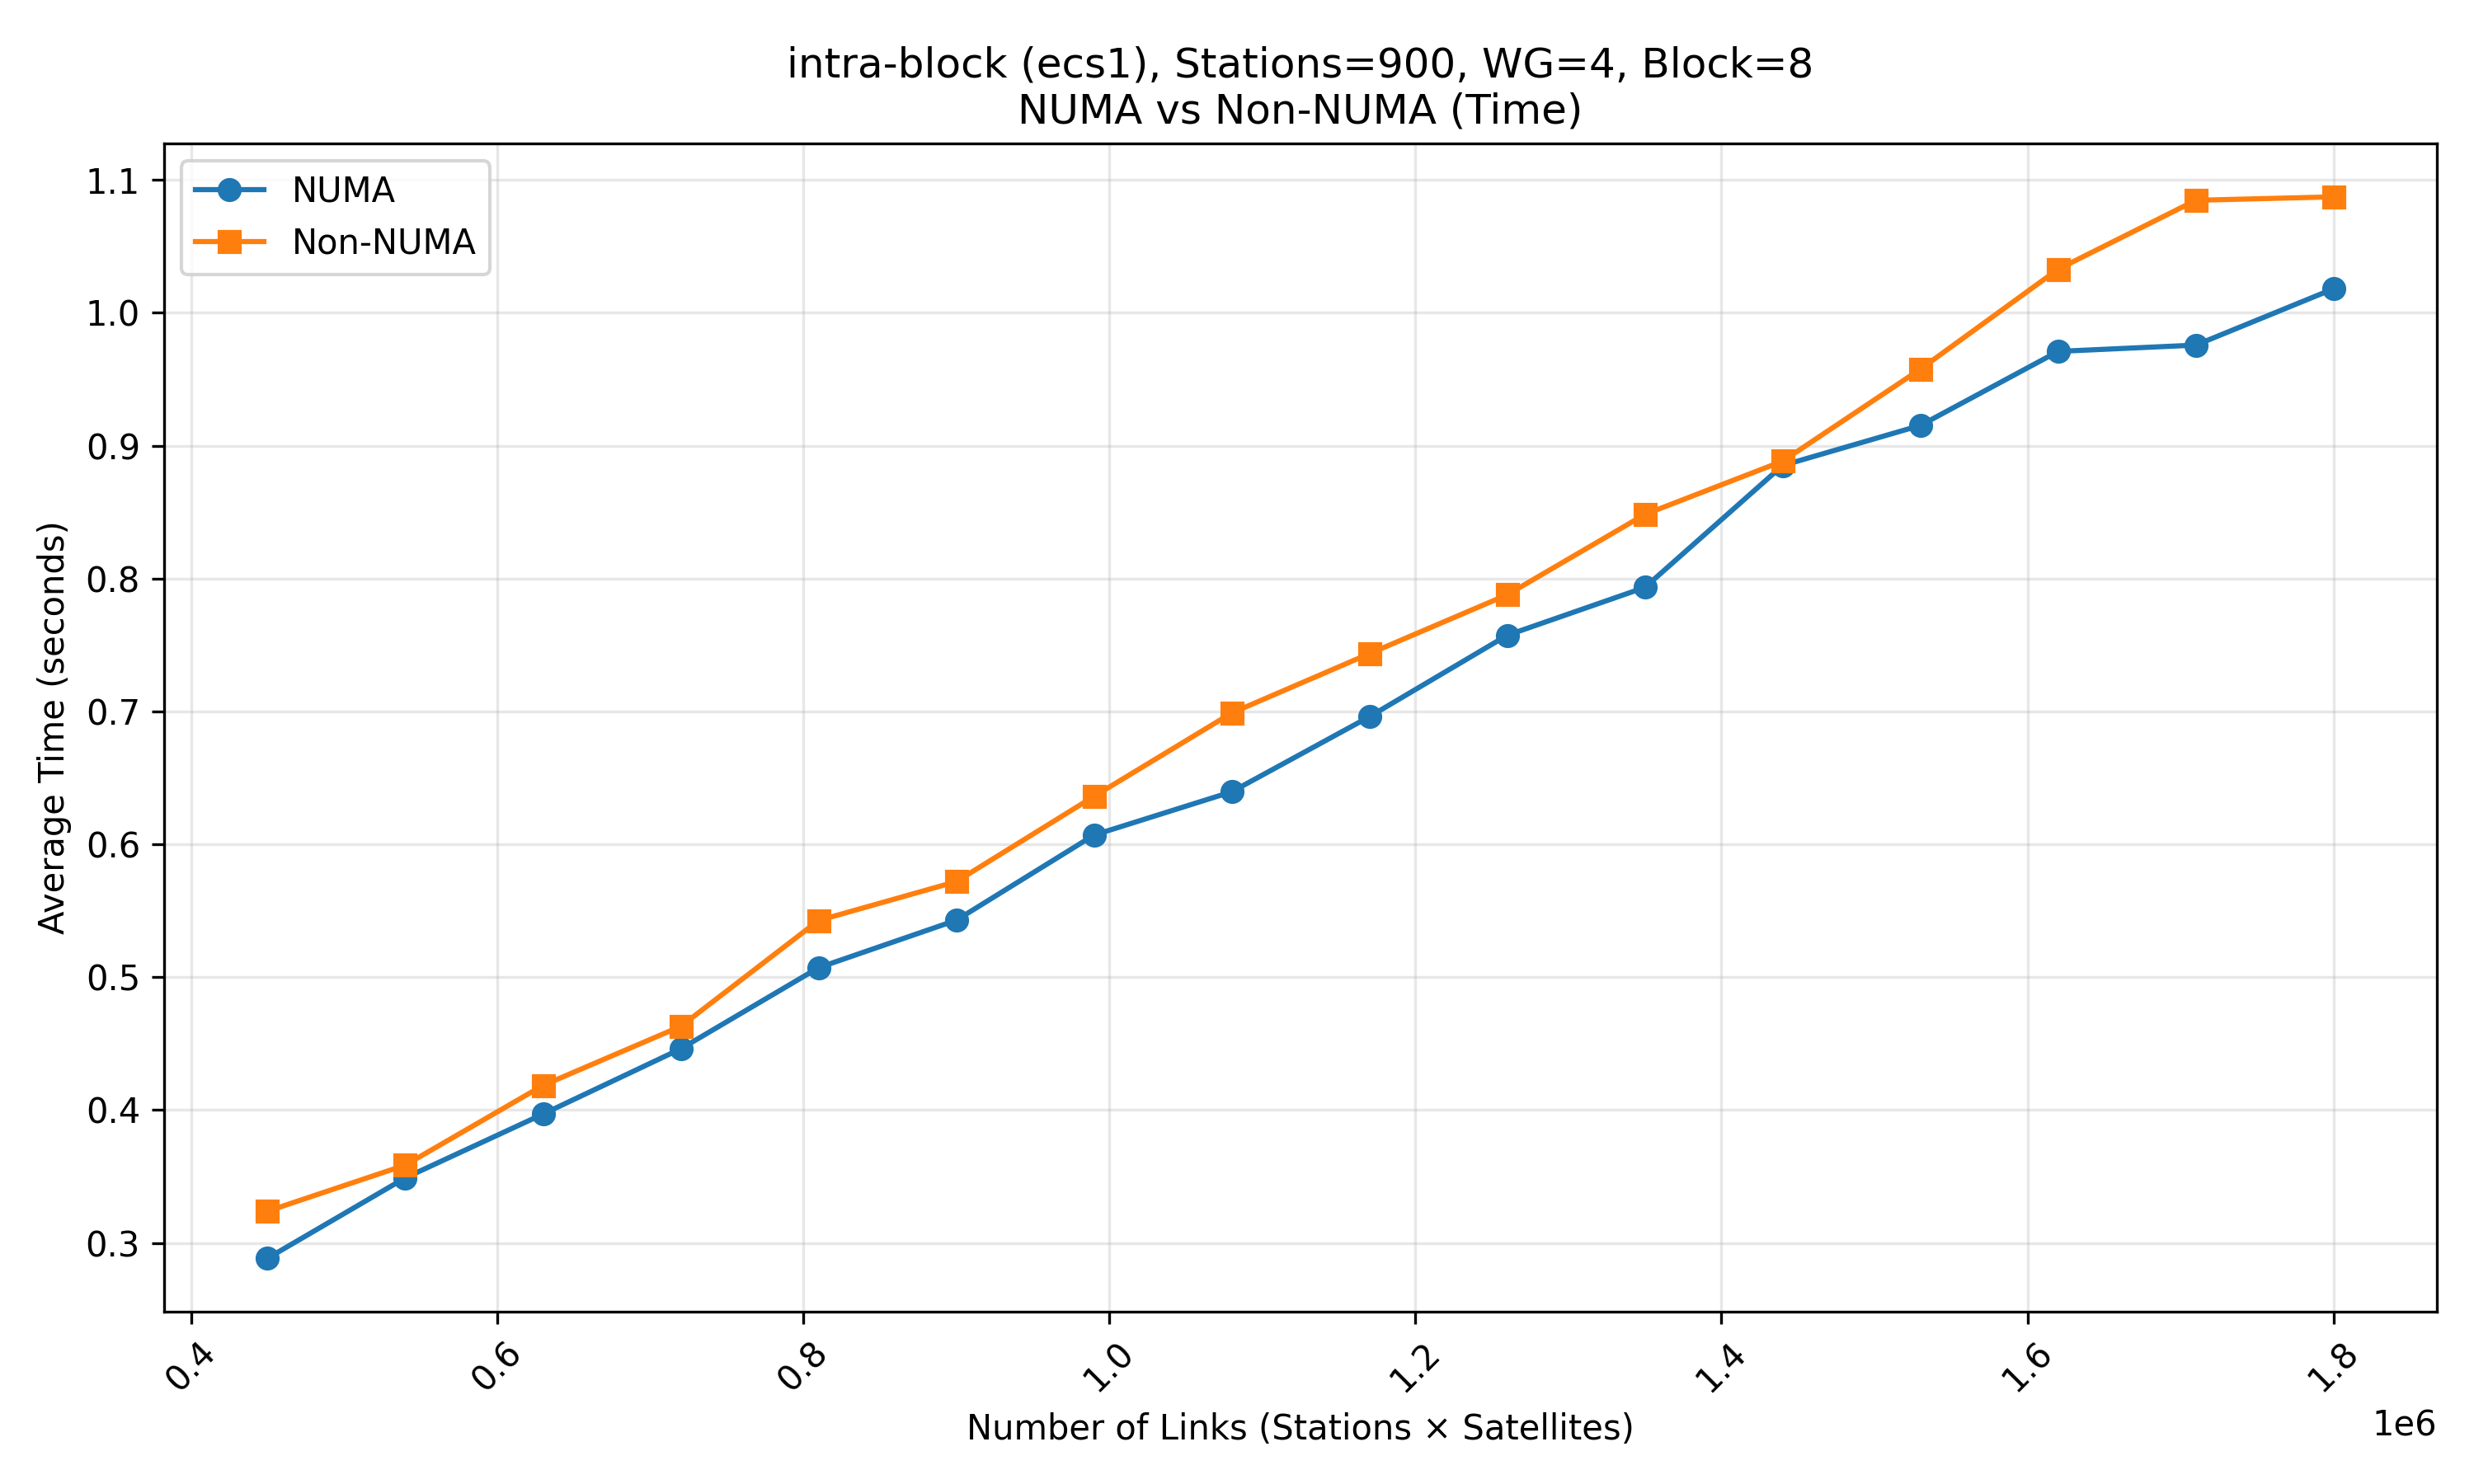 intra-block (ecs1), Stations=900, WG=4, Block=8
NUMA vs Non-NUMA (Time)
NUMA
Non-NUMA
Average Time (seconds)
1.1
1.0
0.9
0.8
0.7
0.6
0.5
0.4
0.3
0.4
0.6
0.8
1.0
1.2
1.4
1.6
1.8
1e6
Number of Links (Stations × Satellites)